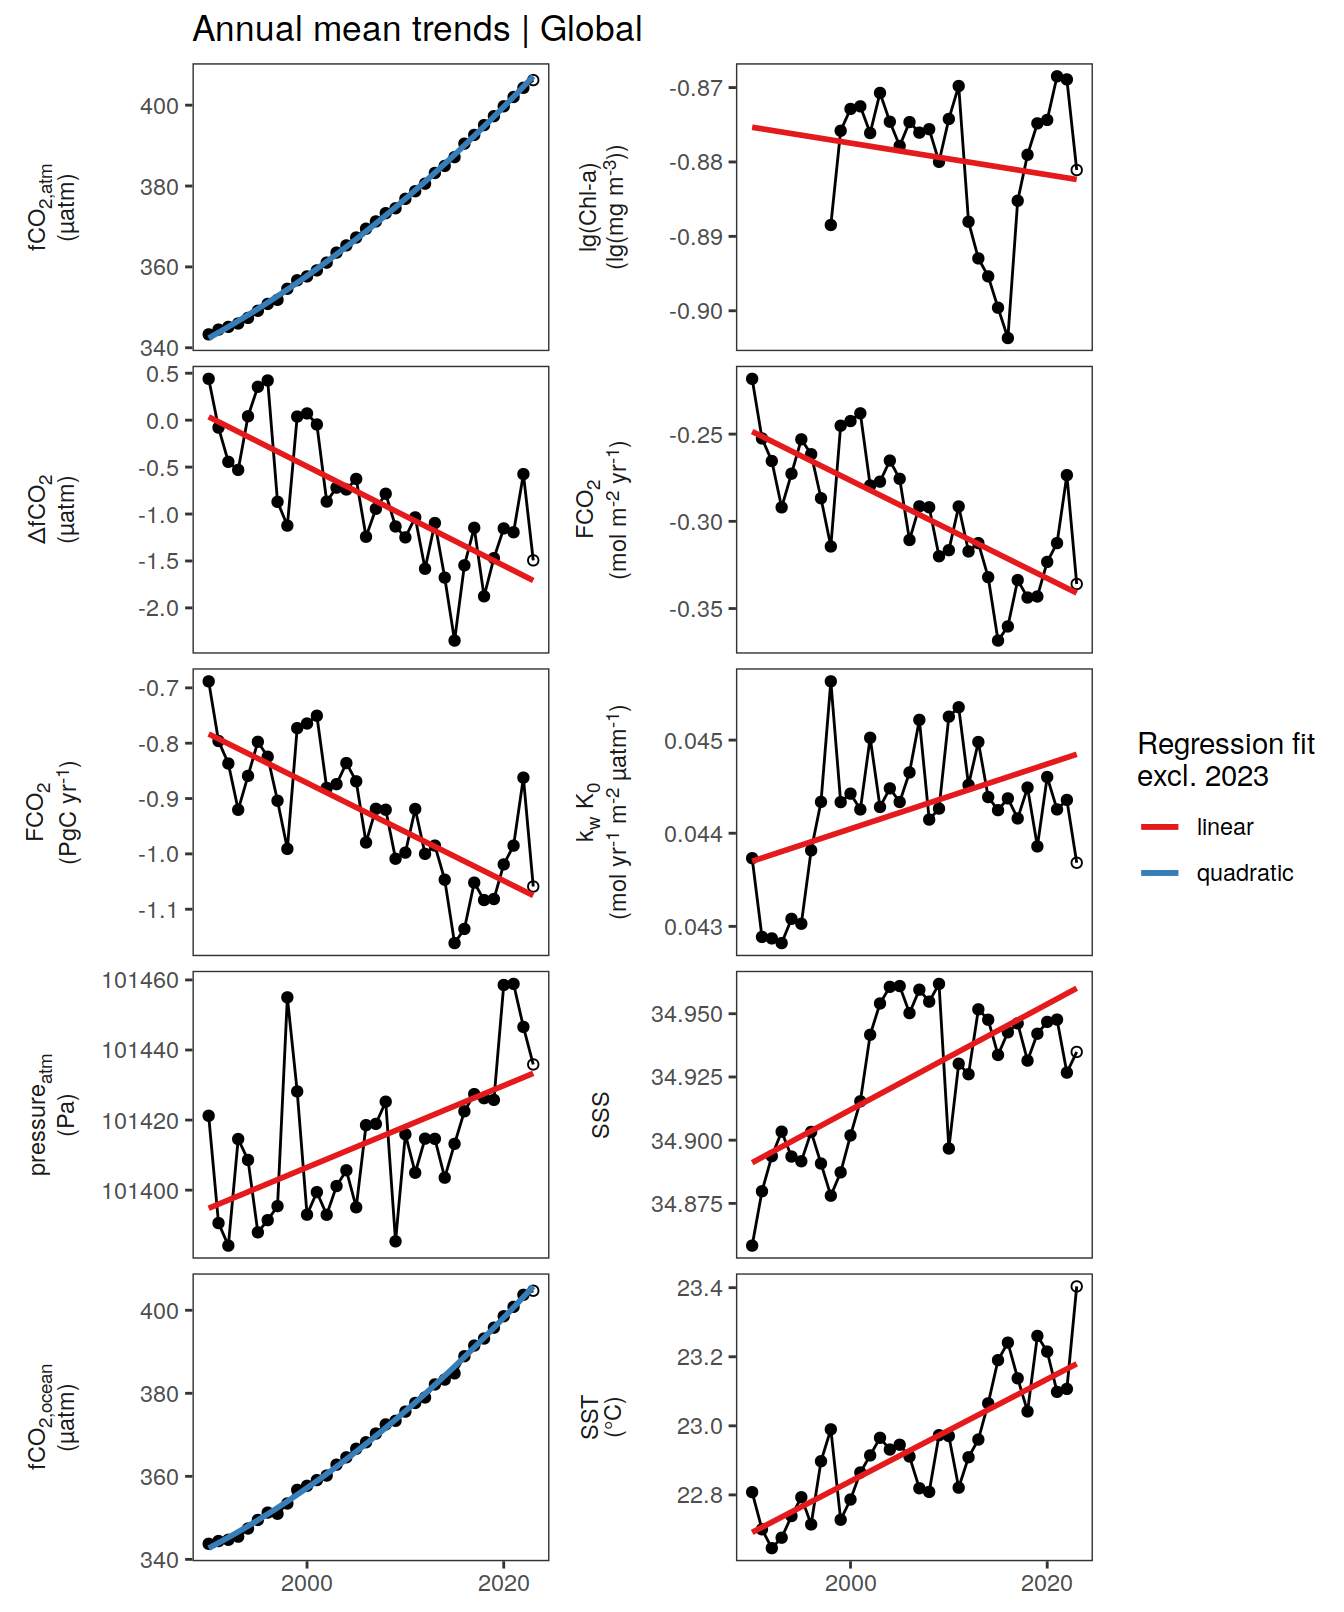 Annual mean trends | Global
fCO2,atm
(µatm)
400
380
360
340
lg(Chl-a)
(lg(mg m-3))
-0.87
-0.88
-0.89
-0.90
ΔfCO2
(µatm)
0.5
0.0
-0.5
-1.0
-1.5
-2.0
FCO2
(mol m-2 yr-1)
-0.25
-0.30
-0.35
FCO2
(PgC yr-1)
-0.7
-0.8
-0.9
-1.0
-1.1
kw K0
(mol yr-1 m-2 µatm-1)
0.045
0.044
0.043
Regression fit
excl. 2023
linear
quadratic
pressureatm
(Pa)
101460
101440
101420
101400
SSS
34.950
34.925
34.900
34.875
fCO2,ocean
(µatm)
400
380
360
340
2000 2020
SST
(°C)
23.4
23.2
23.0
22.8
2000 2020